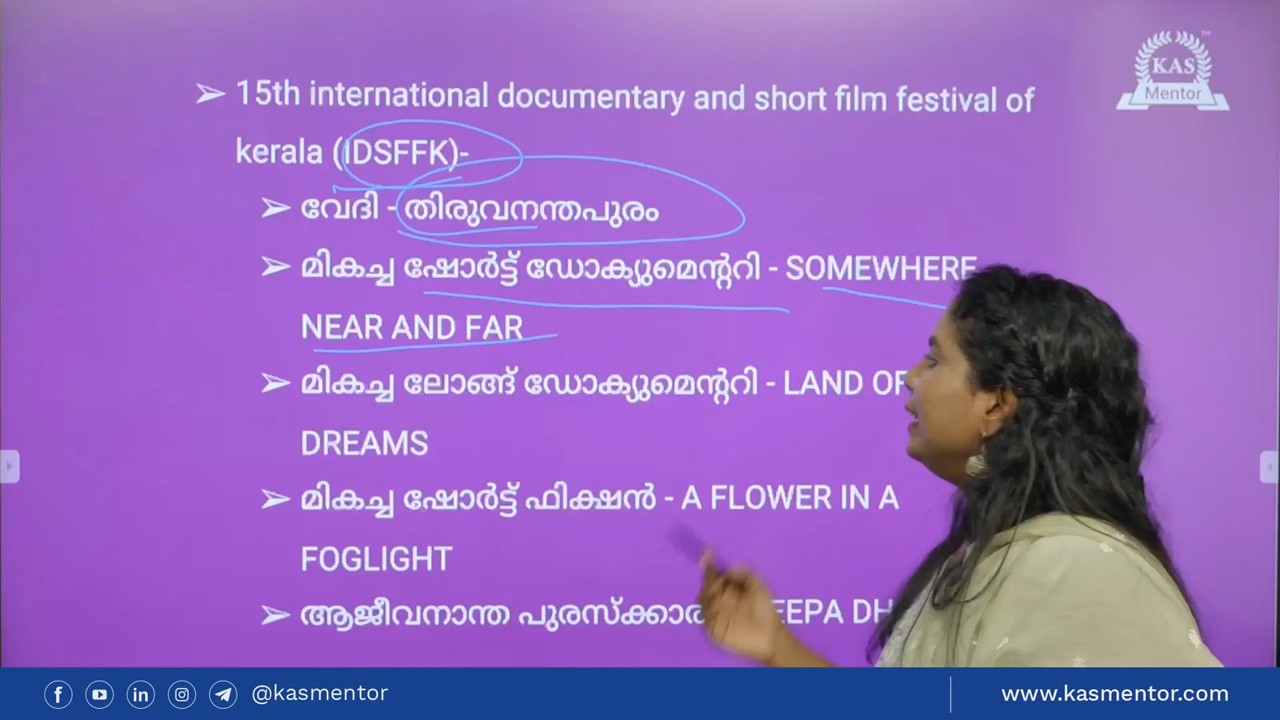 ➢ 15th international documentary and short film festival of
kerala (IDSFFK)-
➢ വേദി - തിരുവനന്തപുരം
➢ മികച്ച ഷോർട്ട് ഡോക്യുമെന്ററി - SOMEWHERE
NEAR AND FAR
➢ മികച്ച ലോങ്ങ് ഡോക്യുമെന്ററി - LAND OF
DREAMS
➢ മികച്ച ഷോർട്ട് ഫിക്ഷൻ - A FLOWER IN A
FOGLIGHT
➢ ആജീവനാന്ത
KAS
Mentor
TM
@kasmentor
www.kasmentor.com